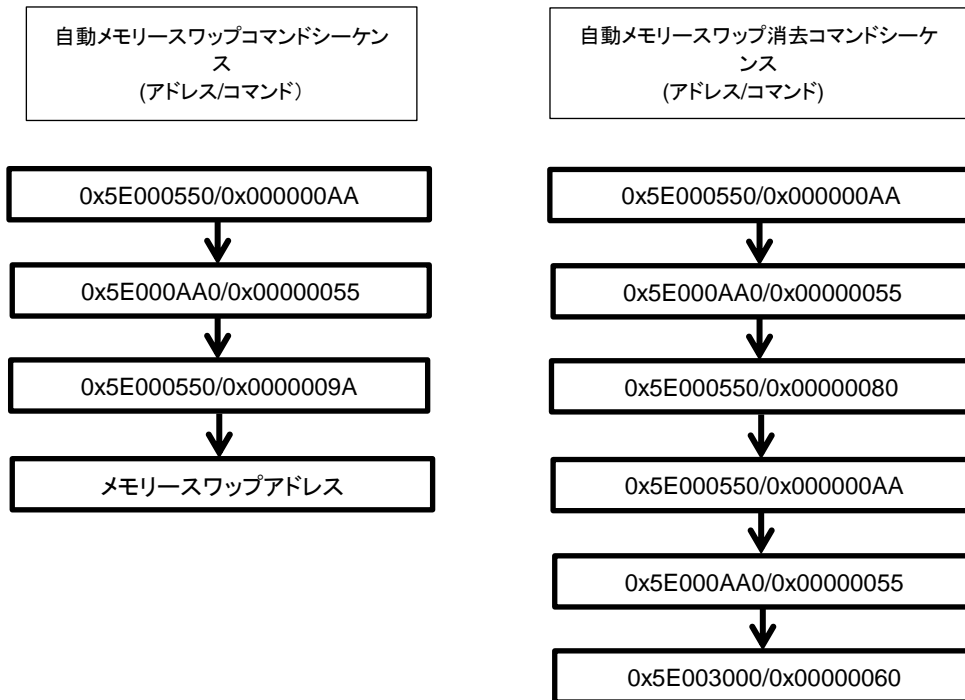 自動メモリースワップコマンドシーケン
ス
(アドレス/コマンド)
0x5E000550/0x000000AA
0x5E000AA0/0x00000055
0x5E000550/0x0000009A
メモリースワップアドレス
自動メモリースワップ消去コマンドシーケ
ンス
(アドレス/コマンド)
0x5E000550/0x000000AA
0x5E000AA0/0x00000055
0x5E000550/0x00000080
0x5E000550/0x000000AA
0x5E000AA0/0x00000055
0x5E003000/0x00000060